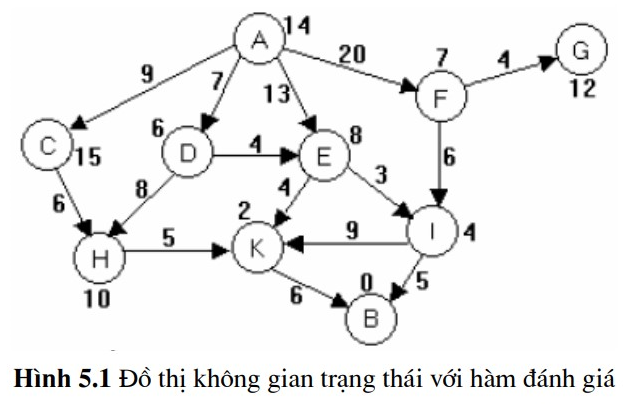 A 14
20
9
7
13
7
4
G
12
F
C
15
6
D
4
8
E
6
6
8
4
3
2
I 4
H
10
5
K
9
6
0
5
B
Hình 5.1 Đồ thị không gian trạng thái với hàm đánh giá